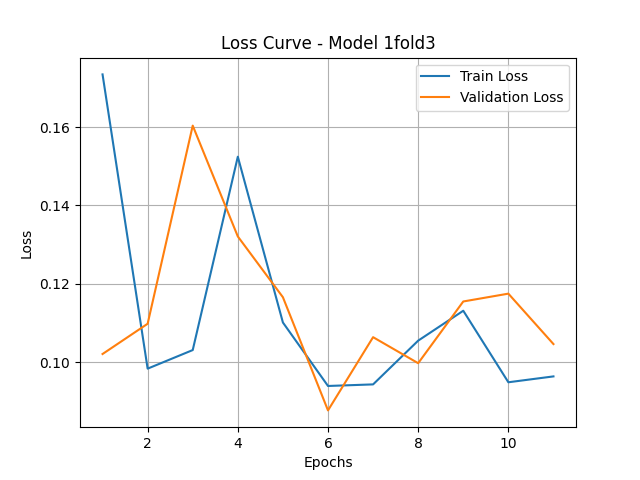 Loss Curve - Model 1fold3
Train Loss
Validation Loss
0.16
0.14
0.12
0.10
Loss
2 4 6 8 10
Epochs